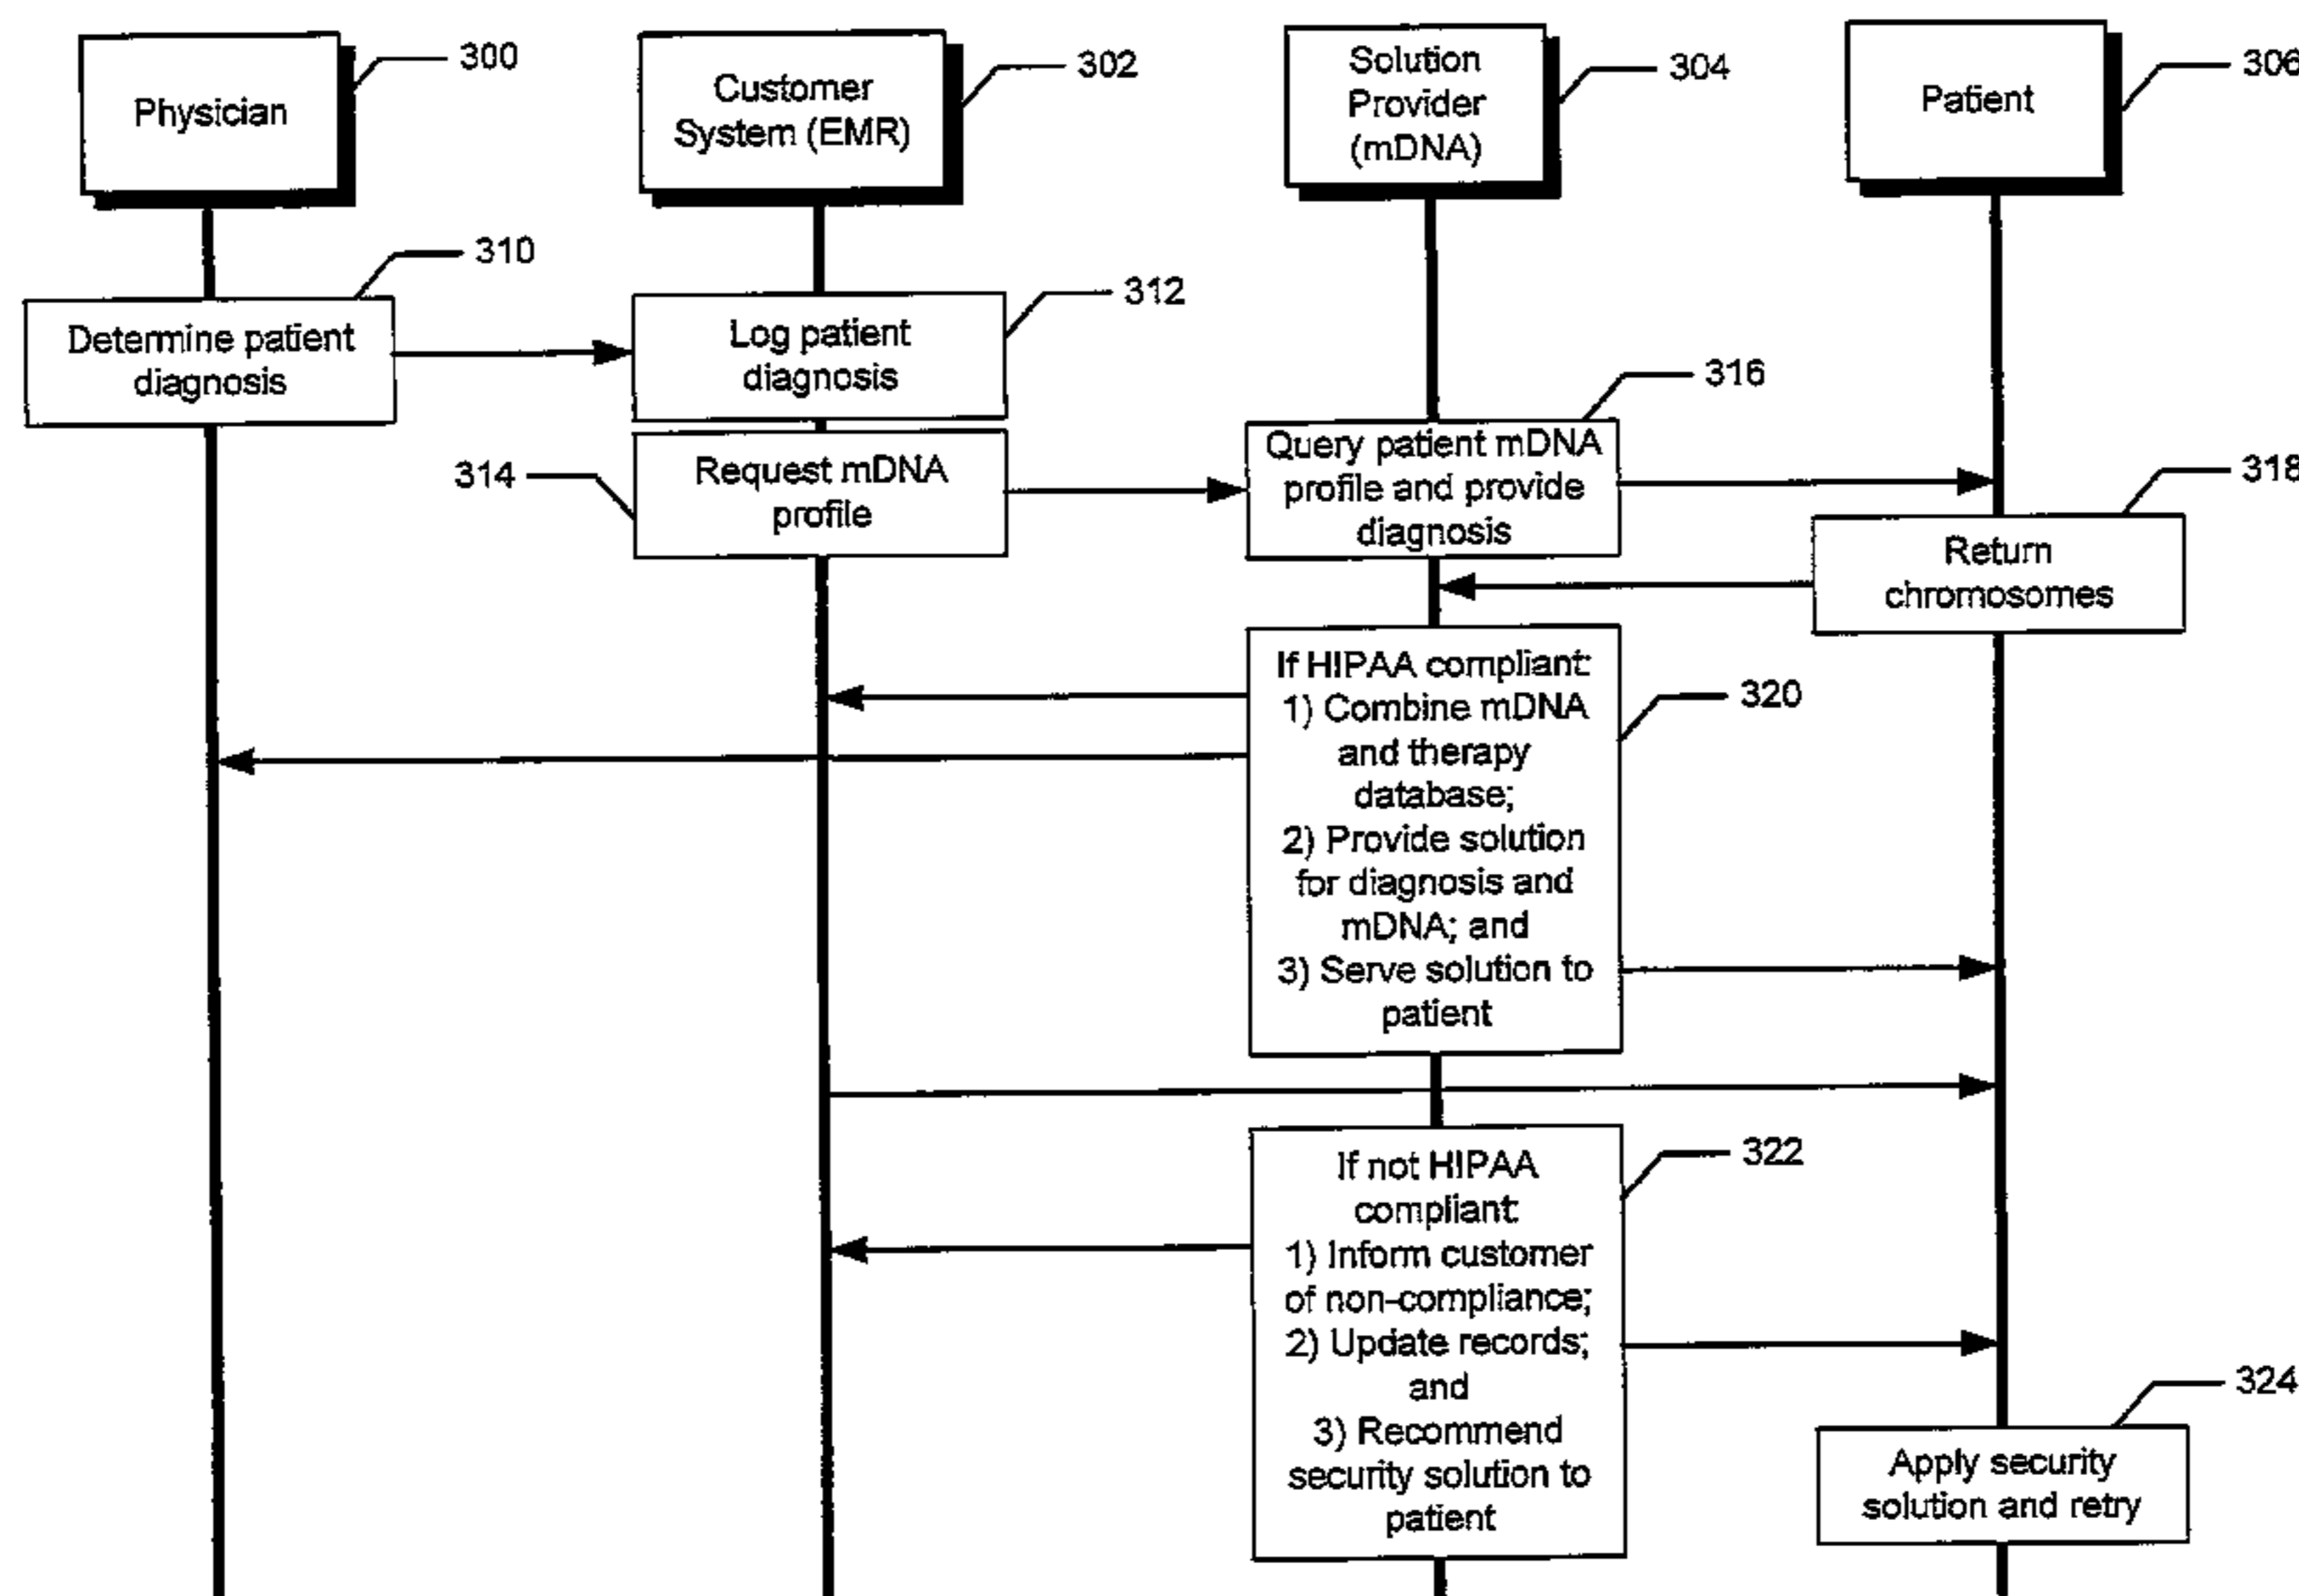 Physician
300
Customer
System (EMR)
302
Solution
Provider
(mDNA)
304
Patient
306
310
Determine patient
diagnosis
Log patient
diagnosis
312
314
Request mDNA
profile
316
Query patient mDNA
profile and provide
diagnosis
318
Return
chromosomes
If HIPAA compliant:
1) Combine mDNA
and therapy
database;
2) Provide solution
for diagnosis and
mDNA; and
3) Serve solution to
patient
320
If not HIPAA
compliant:
1) Inform customer
of non-compliance;
2) Update records;
and
3) Recommend
security solution to
patient
322
324
Apply security
solution and retry